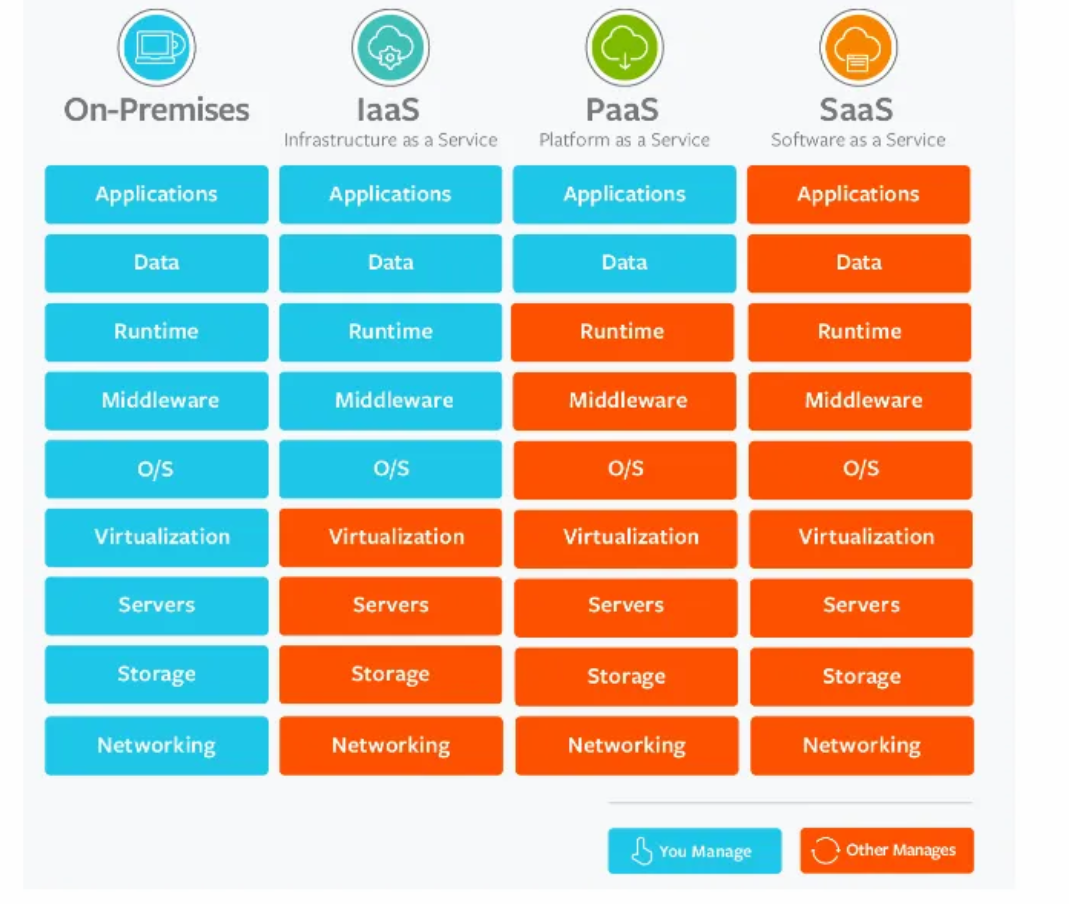 On-Premises
IaaS
Infrastructure as a Service
PaaS
Platform as a Service
SaaS
Software as a Service
Applications Applications Applications Applications
Data Data Data Data
Runtime Runtime Runtime Runtime
Middleware Middleware Middleware Middleware
O/S O/S O/S O/S
Virtualization Virtualization Virtualization Virtualization
Servers Servers Servers Servers
Storage Storage Storage Storage
Networking Networking Networking Networking
You Manage Other Manages